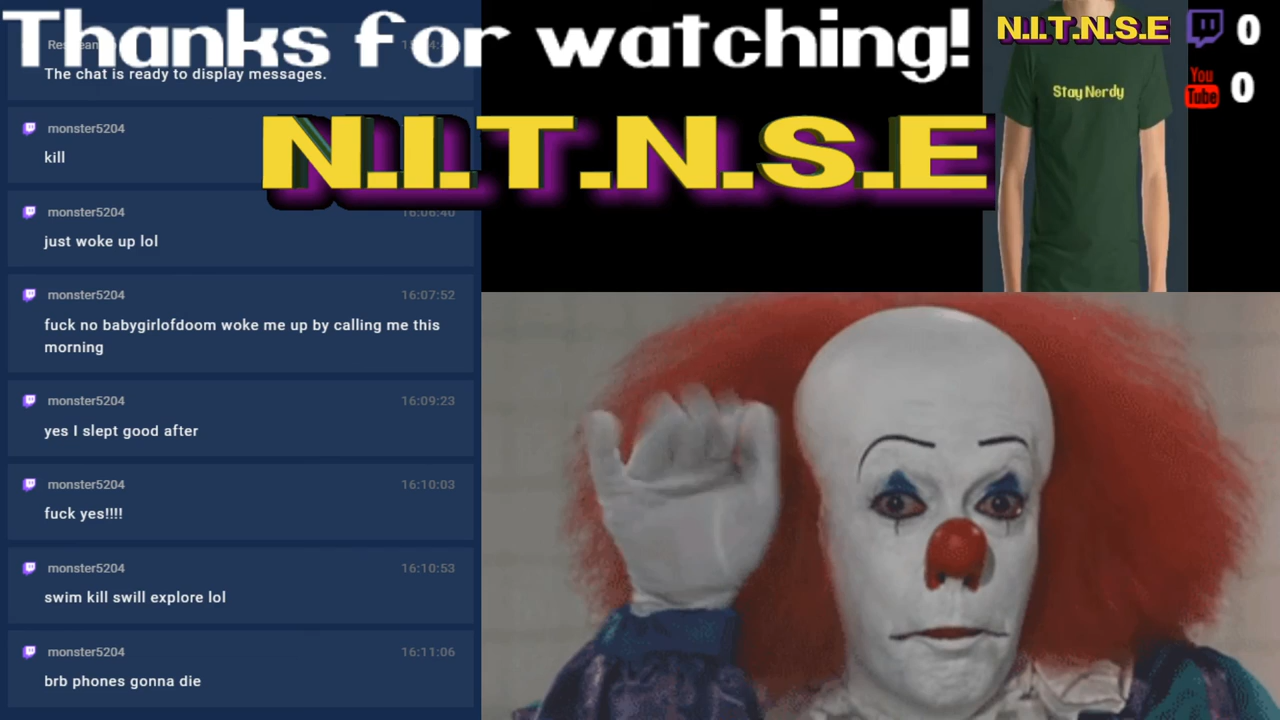 Thanks for watching!
N.I.T.N.S.E
N.I.T.N.S.E
0
You
Tube
0
Stay Nerdy
The chat is ready to display messages.
monster5204
kill
monster5204 16:06:40
just woke up lol
monster5204 16:07:52
fuck no babygirlofdoom woke me up by calling me this
morning
monster5204 16:09:23
yes I slept good after
monster5204 16:10:03
fuck yes!!!!
monster5204 16:10:53
swim kill swill explore lol
monster5204 16:11:06
brb phones gonna die